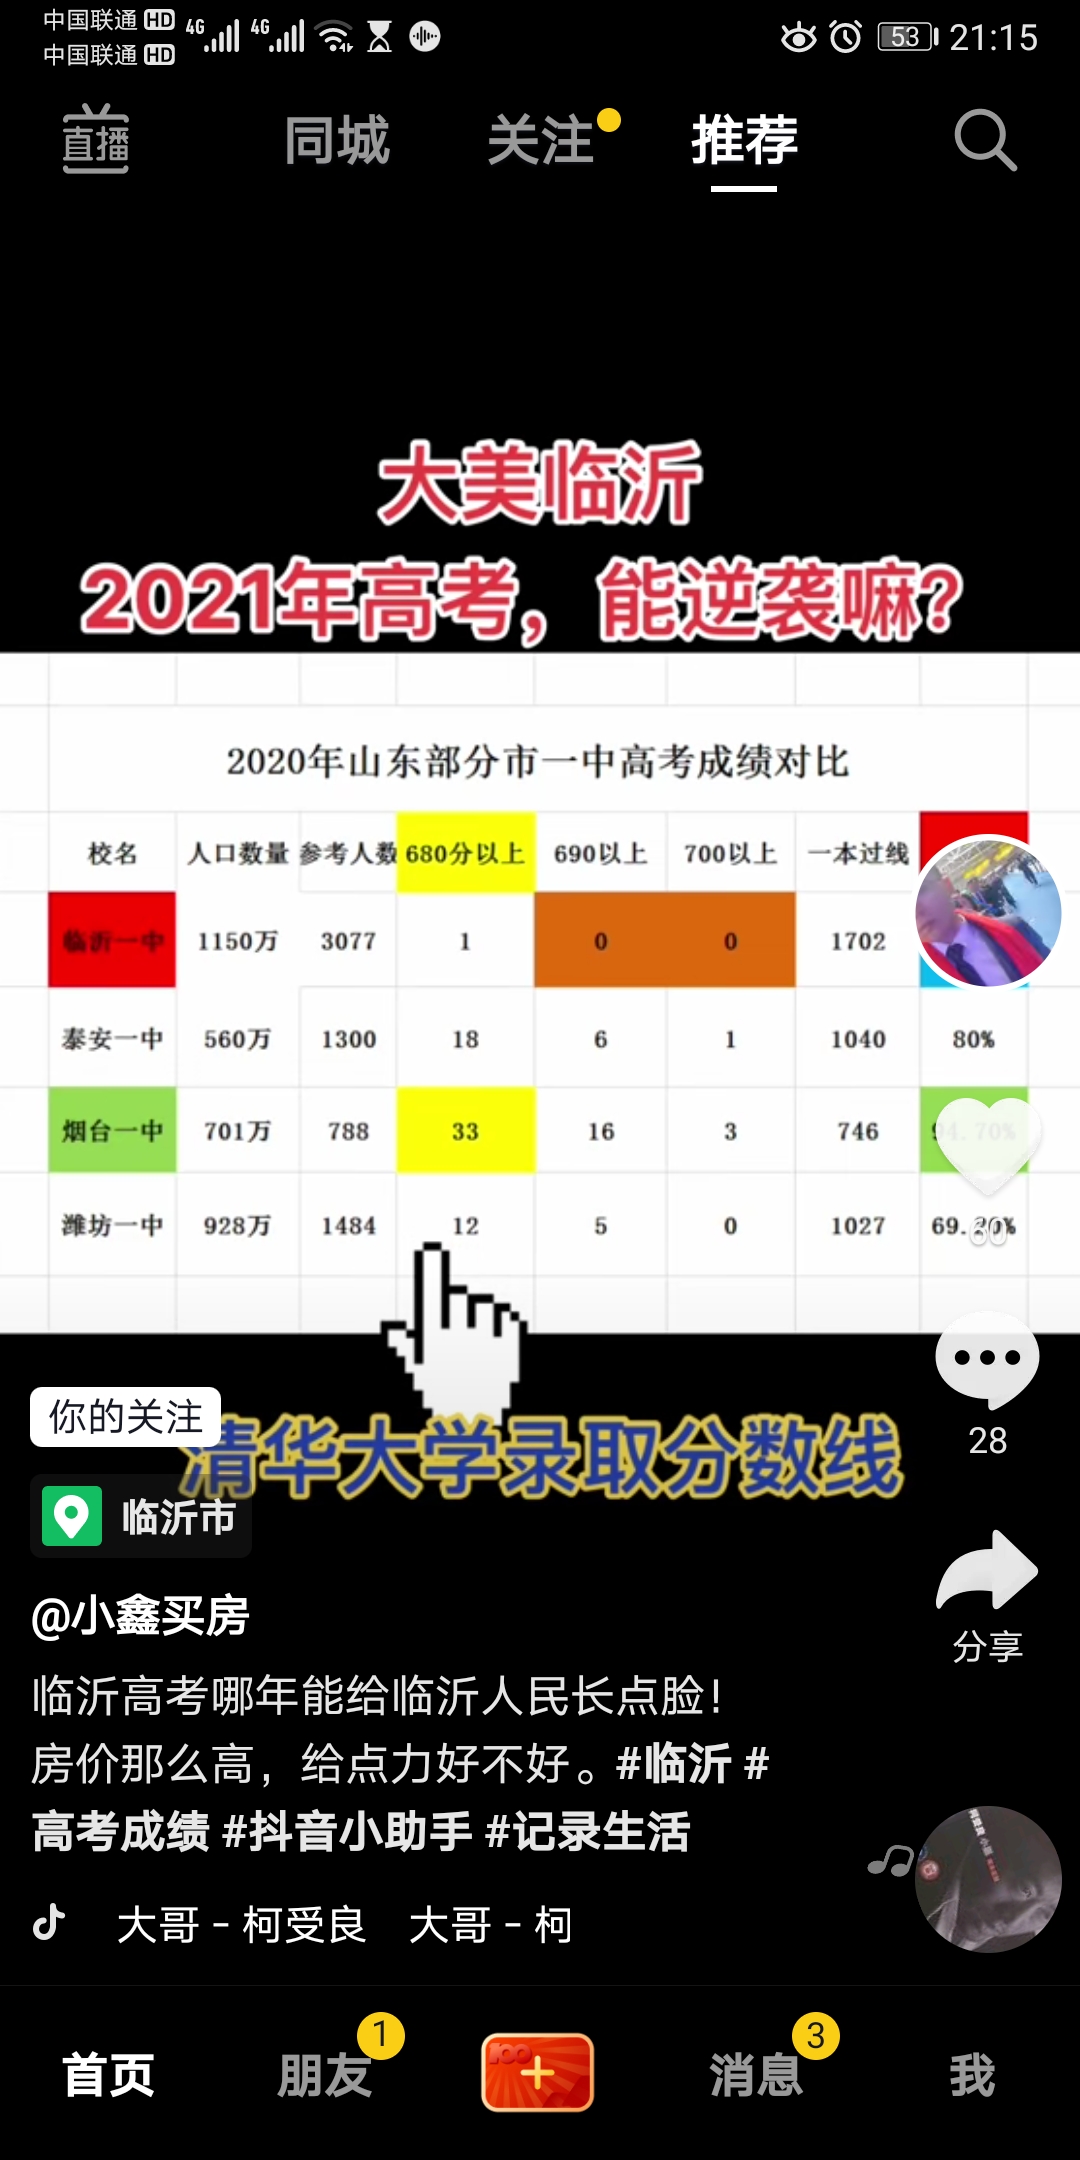 中国联通 HD 4G 4G 53 21:15
中国联通 HD
直播 同城 关注 推荐
大美临沂
2021年高考，能逆袭嘛？
2020年山东部分市一中高考成绩对比
校名 人口数量 参考人数 680分以上 690以上 700以上 一本过线
临沂一中 1150万 3077 1 0 0 1702
泰安一中 560万 1300 18 6 1 1040 80%
烟台一中 701万 788 33 16 3 746 94.70%
潍坊一中 928万 1484 12 5 0 1027
60
28
你的关注
清华大学录取分数线
临沂市
分享
@小鑫买房
临沂高考哪年能给临沂人民长点脸！
房价那么高，给点力好不好。#临沂 #
高考成绩 #抖音小助手 #记录生活
大哥 - 柯受良 大哥 - 柯
首页 朋友 1 100 + 消息 3 我